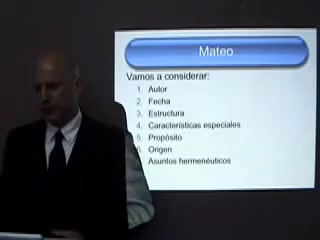 Mateo
Vamos a considerar:
1. Autor
2. Fecha
3. Estructura
4. Características especiales
5. Propósito
6. Origen
Asuntos hermenéuticos